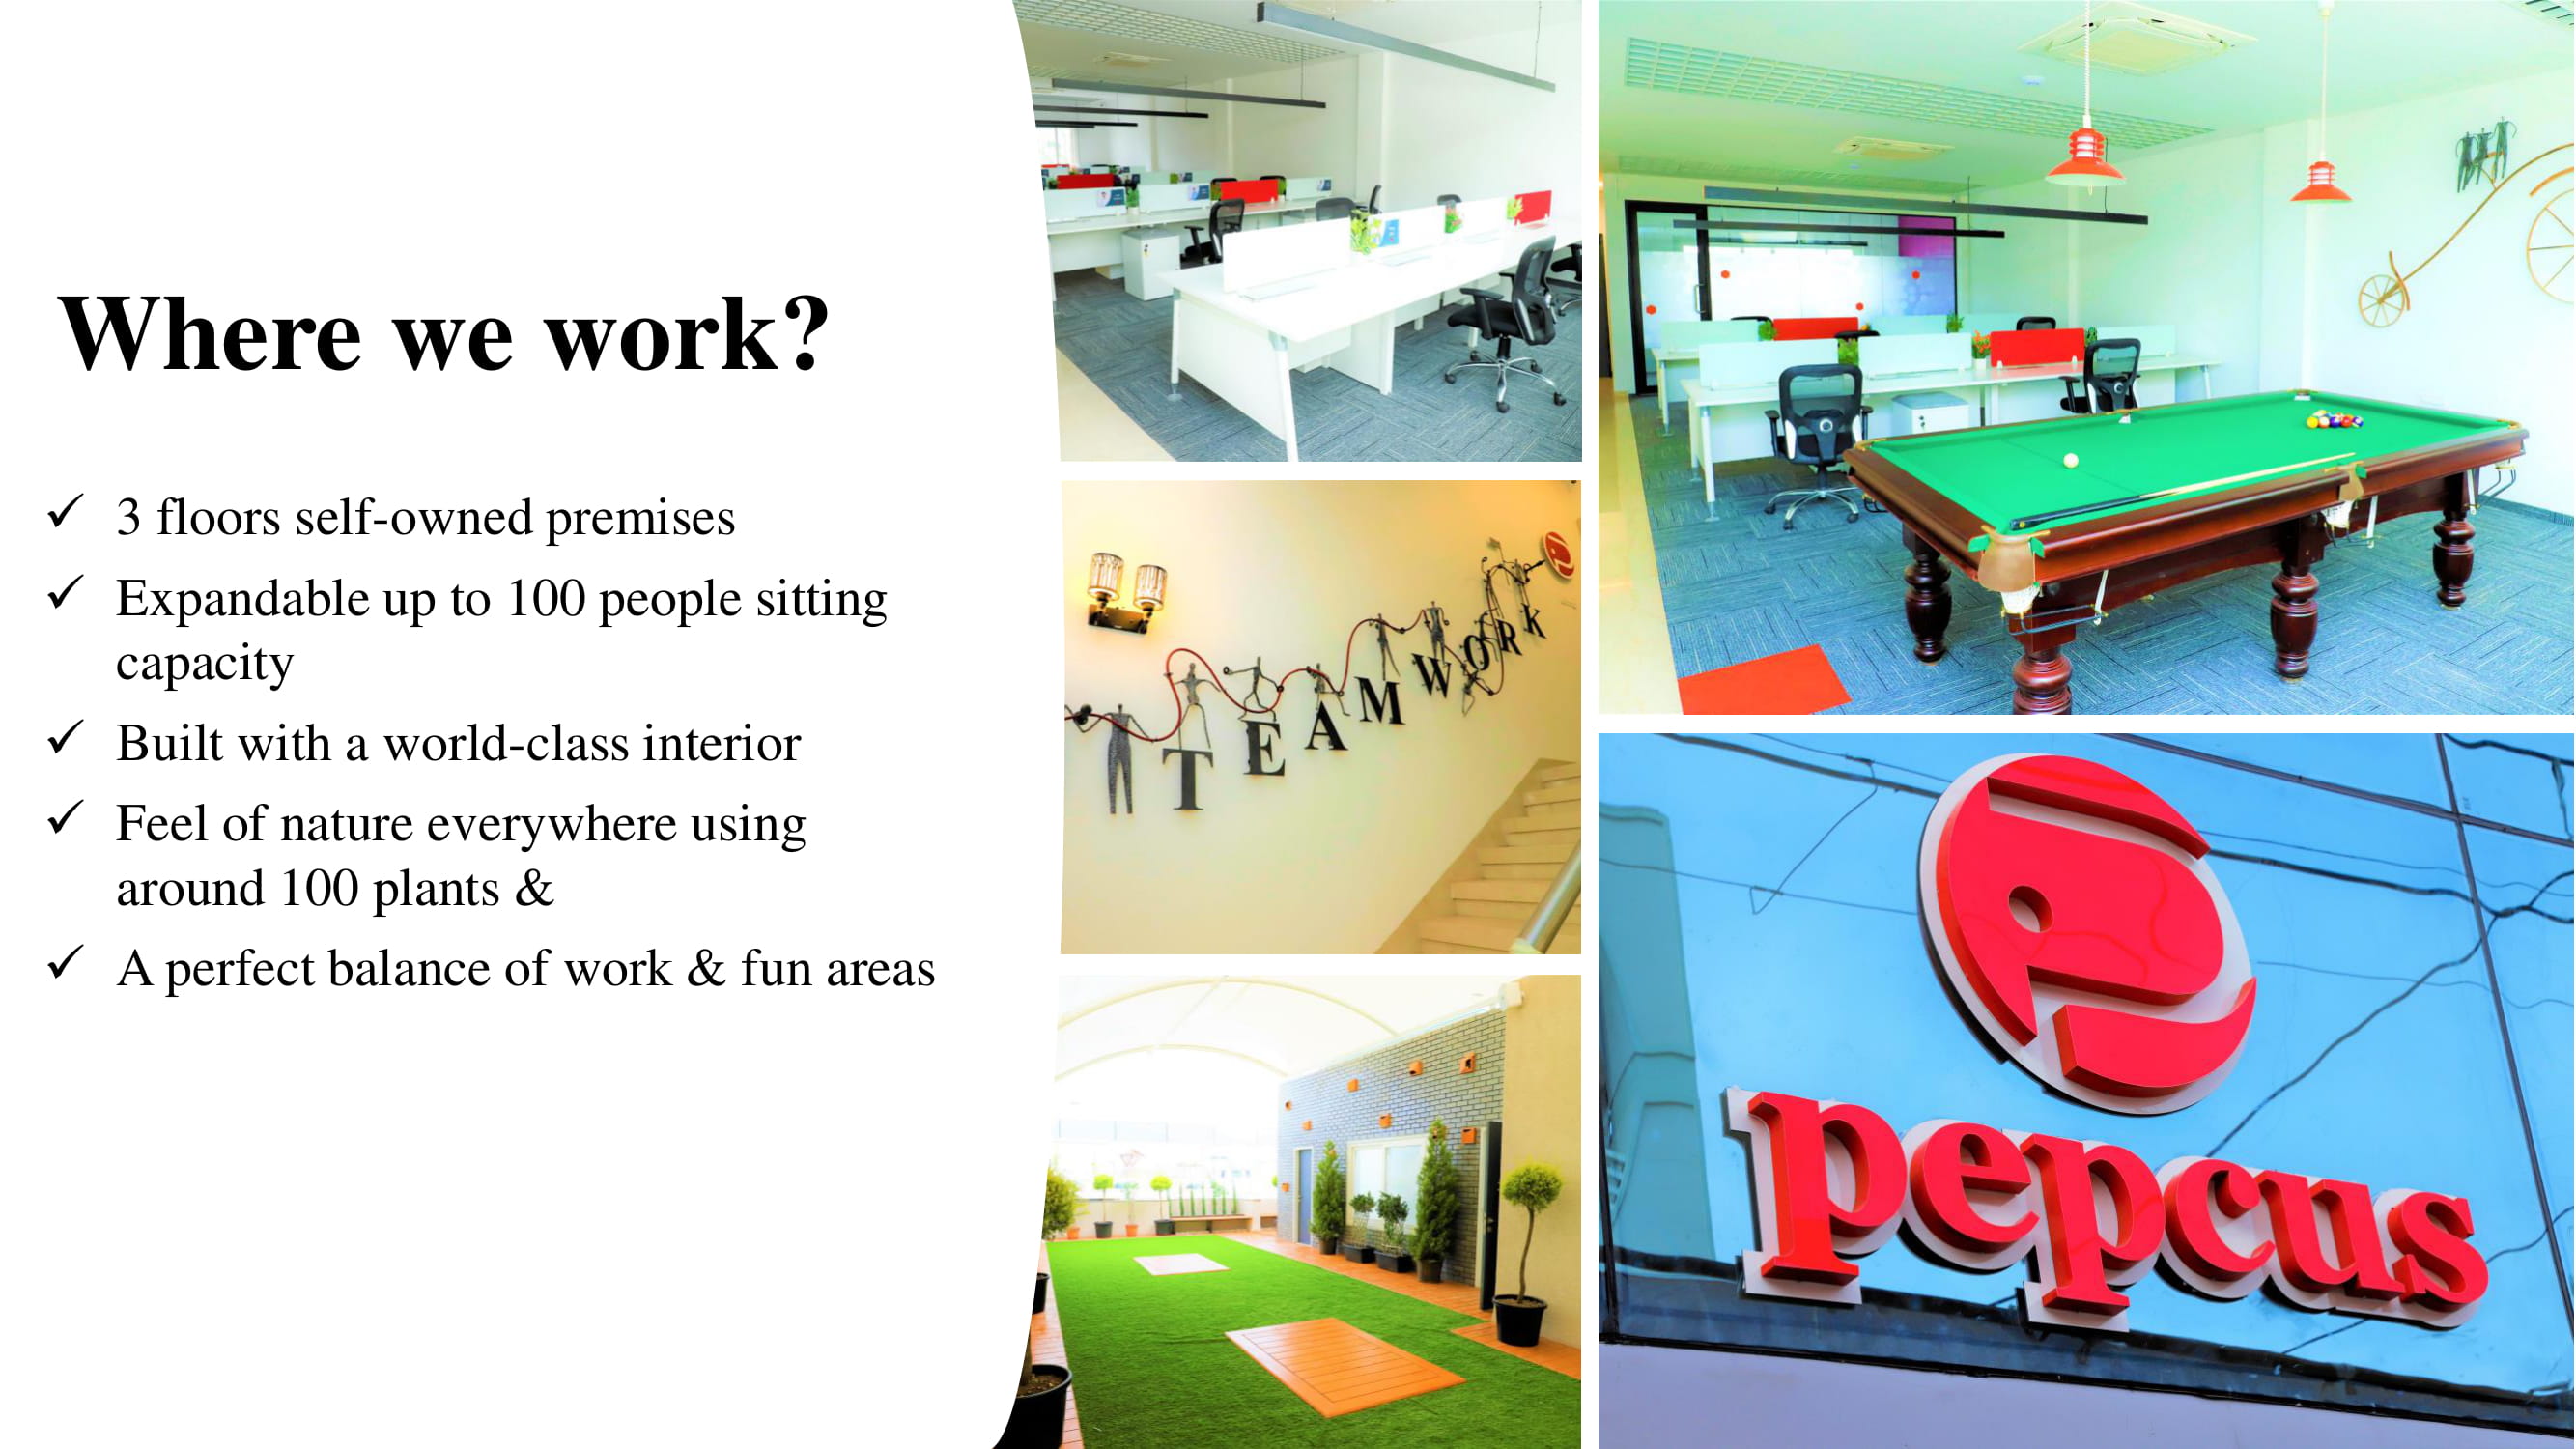 Where we work?
✓ 3 floors self-owned premises
✓ Expandable up to 100 people sitting
capacity
✓ Built with a world-class interior
✓ Feel of nature everywhere using
around 100 plants &
✓ A perfect balance of work & fun areas
TEAMWORK
pepcus